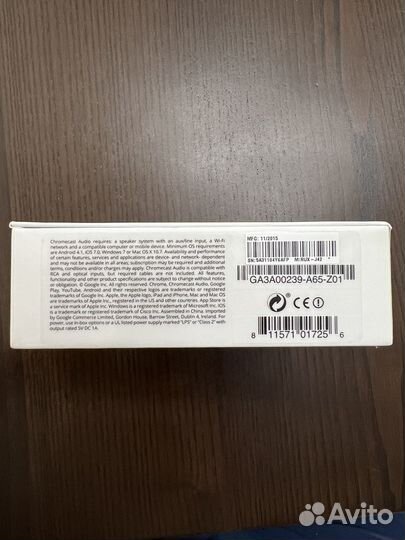 Chromecast Audio requires: a speaker system with an aux/line input, a Wi-Fi
network and a compatible computer or mobile device. Minimum OS requirements
are Android 4.1, iOS 7.0, Windows 7 or Mac OS X 10.7. Availability and performance
of certain features, services and applications are device- and network- dependent
and may not be available in all areas; subscription may be required and additional
terms, conditions and/or charges may apply. Chromecast Audio is compatible with
RCA and optical inputs, but required cables are not included. All features,
functionality and other product specifications are subject to change without notice
or obligation.
© Google Inc. All rights reserved. Chrome, Chromecast Audio, Google
Play, YouTube, Android and their respective logos are trademarks or registered
trademarks of Google Inc. Apple, the Apple logo, iPad and iPhone, Mac and Mac OS
are trademarks of Apple Inc., registered in the U.S. and other countries. App Store is a
service mark of Apple Inc. Windows is a registered trademark of Microsoft Inc. iOS
is a registered trademark of Cisco Inc. Assembled in China. Imported
by Google Commerce Limited, Gordon House, Barrow Street, Dublin 4, Ireland. For
power, use in-box options or a UL listed power supply marked "LPS" or "Class 2" with
output rated 5V DC 1A.
MFG: 11/2015
SN: 5A31104Y6AFP M:RUX-J42
GA3A00239-A65-Z01
CE
8 11571 01725 6
Avito